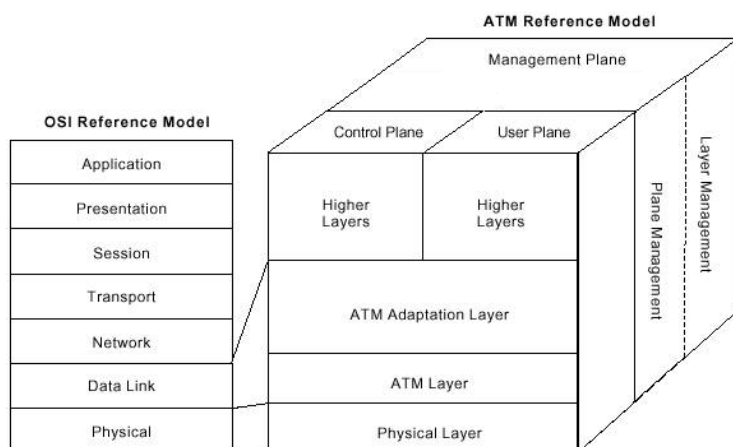 ATM Reference Model
Management Plane
OSI Reference Model
Control Plane
User Plane
Application
Presentation
Session
Transport
Network
Data Link
Physical
Higher
Layers
Higher
Layers
ATM Adaptation Layer
ATM Layer
Physical Layer
Plane Management
Layer Management